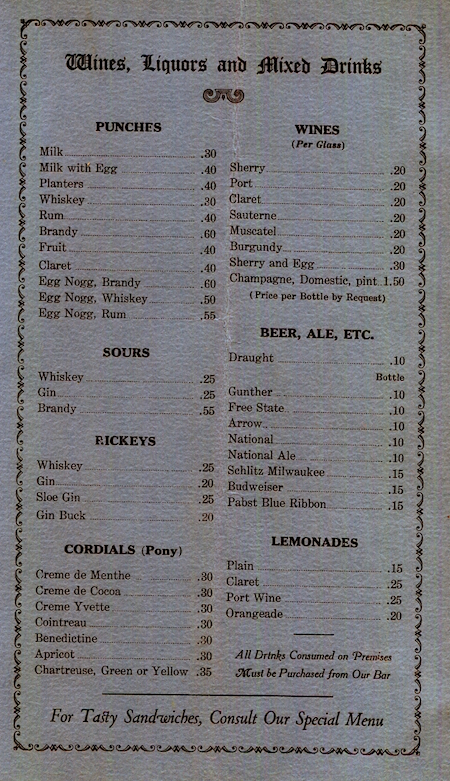 Wines, Liquors and Mixed Drinks
PUNCHES
Milk .30
Milk with Egg .40
Planters .40
Whiskey .30
Rum .40
Brandy .60
Fruit .40
Claret .40
Egg Nogg, Brandy .60
Egg Nogg, Whiskey .50
Egg Nogg, Rum .55
SOURS
Whiskey .25
Gin .25
Brandy .55
RICKEYS
Whiskey .25
Gin .20
Sloe Gin .25
Gin Buck .20
CORDIALS (Pony)
Creme de Menthe .30
Creme de Cocoa .30
Creme Yvette .30
Cointreau .30
Benedictine .30
Apricot .30
Chartreuse, Green or Yellow .35
WINES
(Per Glass)
Sherry .20
Port .20
Claret .20
Sauterne .20
Muscatel .20
Burgundy .20
Sherry and Egg .30
Champagne, Domestic, pint 1.50
(Price per Bottle by Request)
BEER, ALE, ETC.
Draught .10
Bottle
Gunther .10
Free State .10
Arrow .10
National .10
National Ale .10
Schlitz Milwaukee .15
Budweiser .15
Pabst Blue Ribbon .15
LEMONADES
Plain .15
Claret .25
Port Wine .25
Orangeade .20
All Drinks Consumed on Premises
Must be Purchased from Our Bar
For Tasty Sandwiches, Consult Our Special Menu